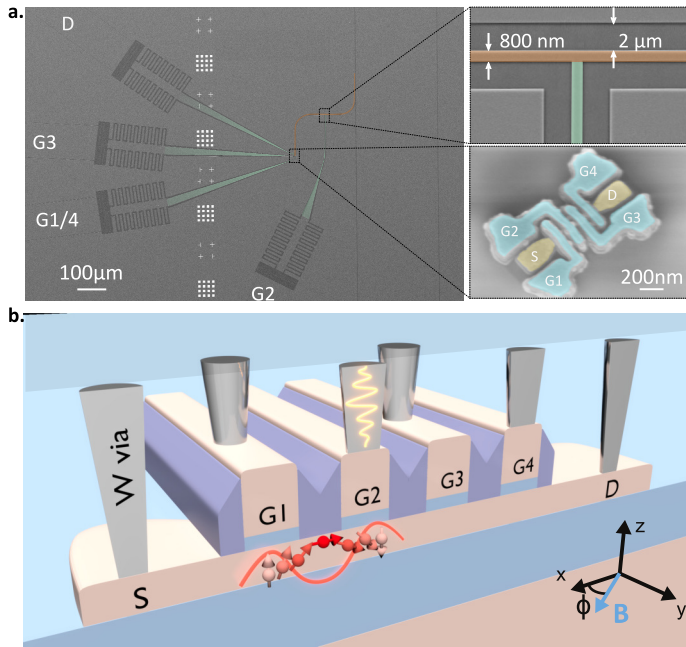 a.
D
G3
G1/4
G2
100μm
800 nm
2 μm
G4
D
G2
G3
S
G1
200nm
b.
W via
G1
G2
G3
G4
D
S
z
x
y
ϕ
B